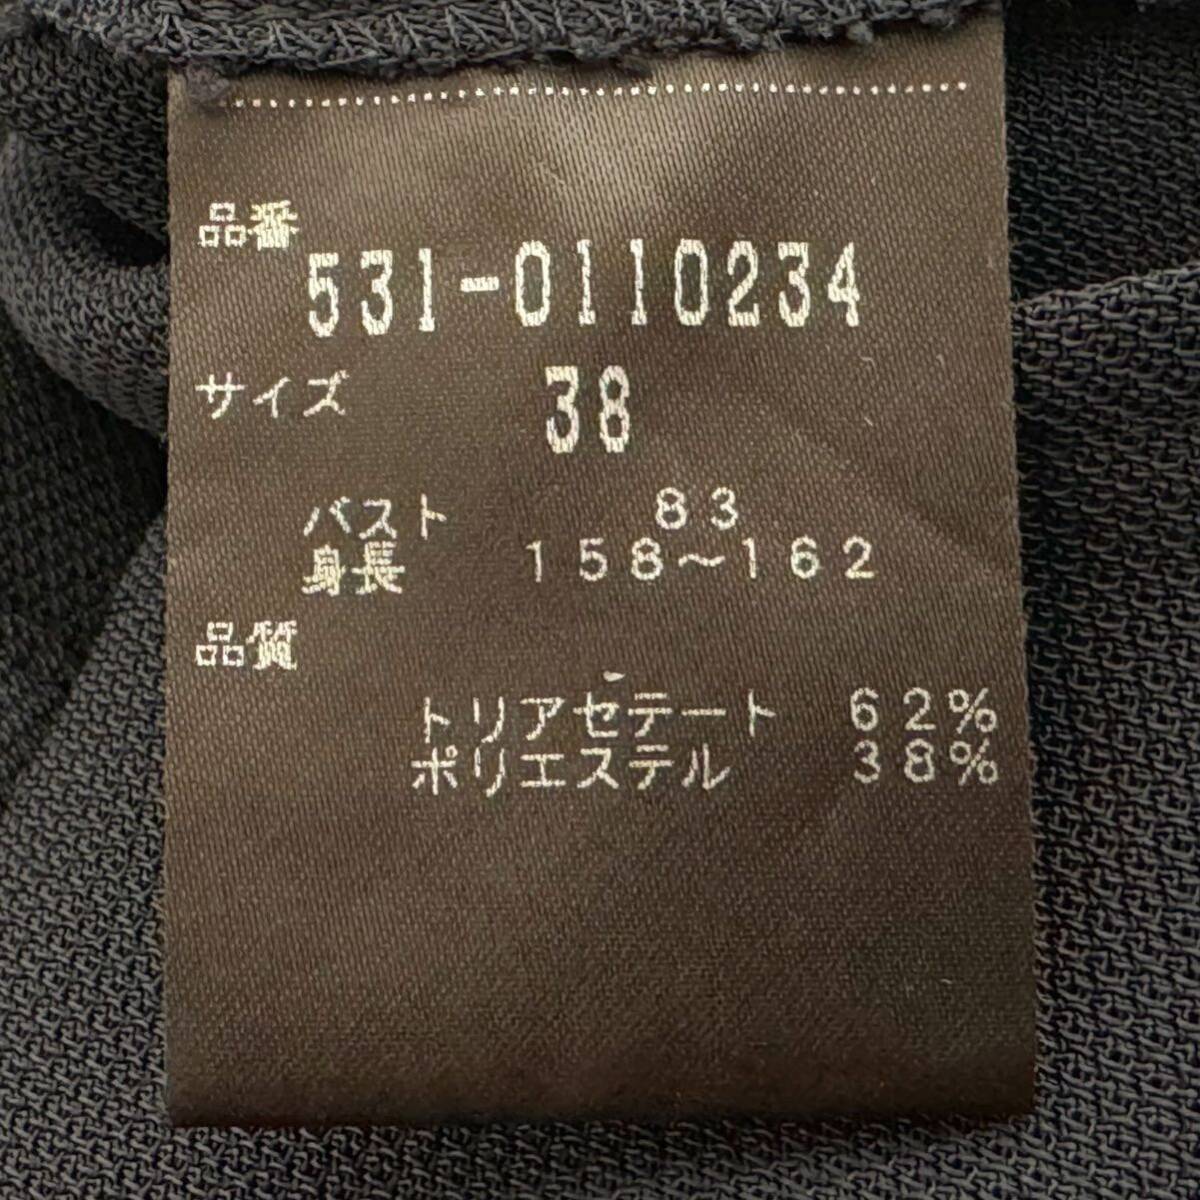 品番
531-0110234
サイズ 38
バスト 83
身長 158～162
品質
トリアセテート 62%
ポリエステル 38%